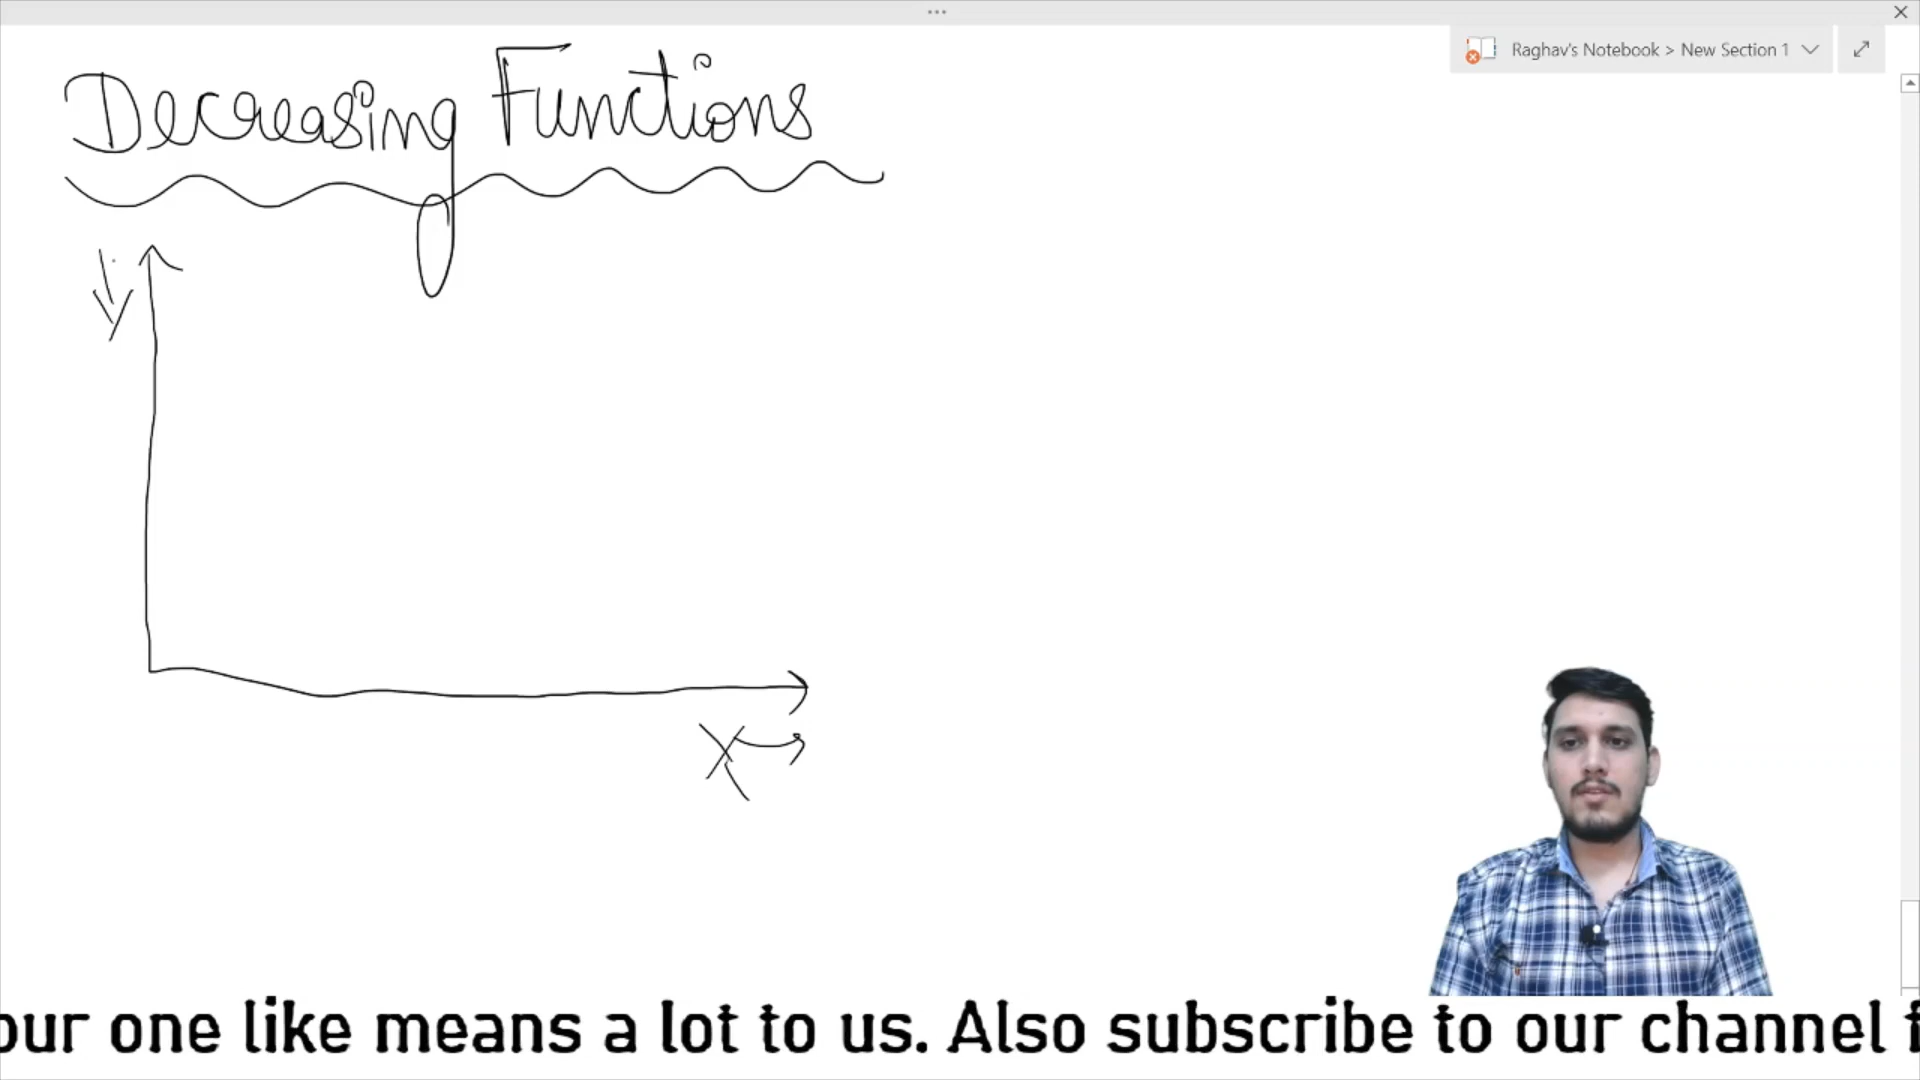 Raghav's Notebook > New Section 1
Decreasing Functions
y
X
our one like means a lot to us. Also subscribe to our channel f